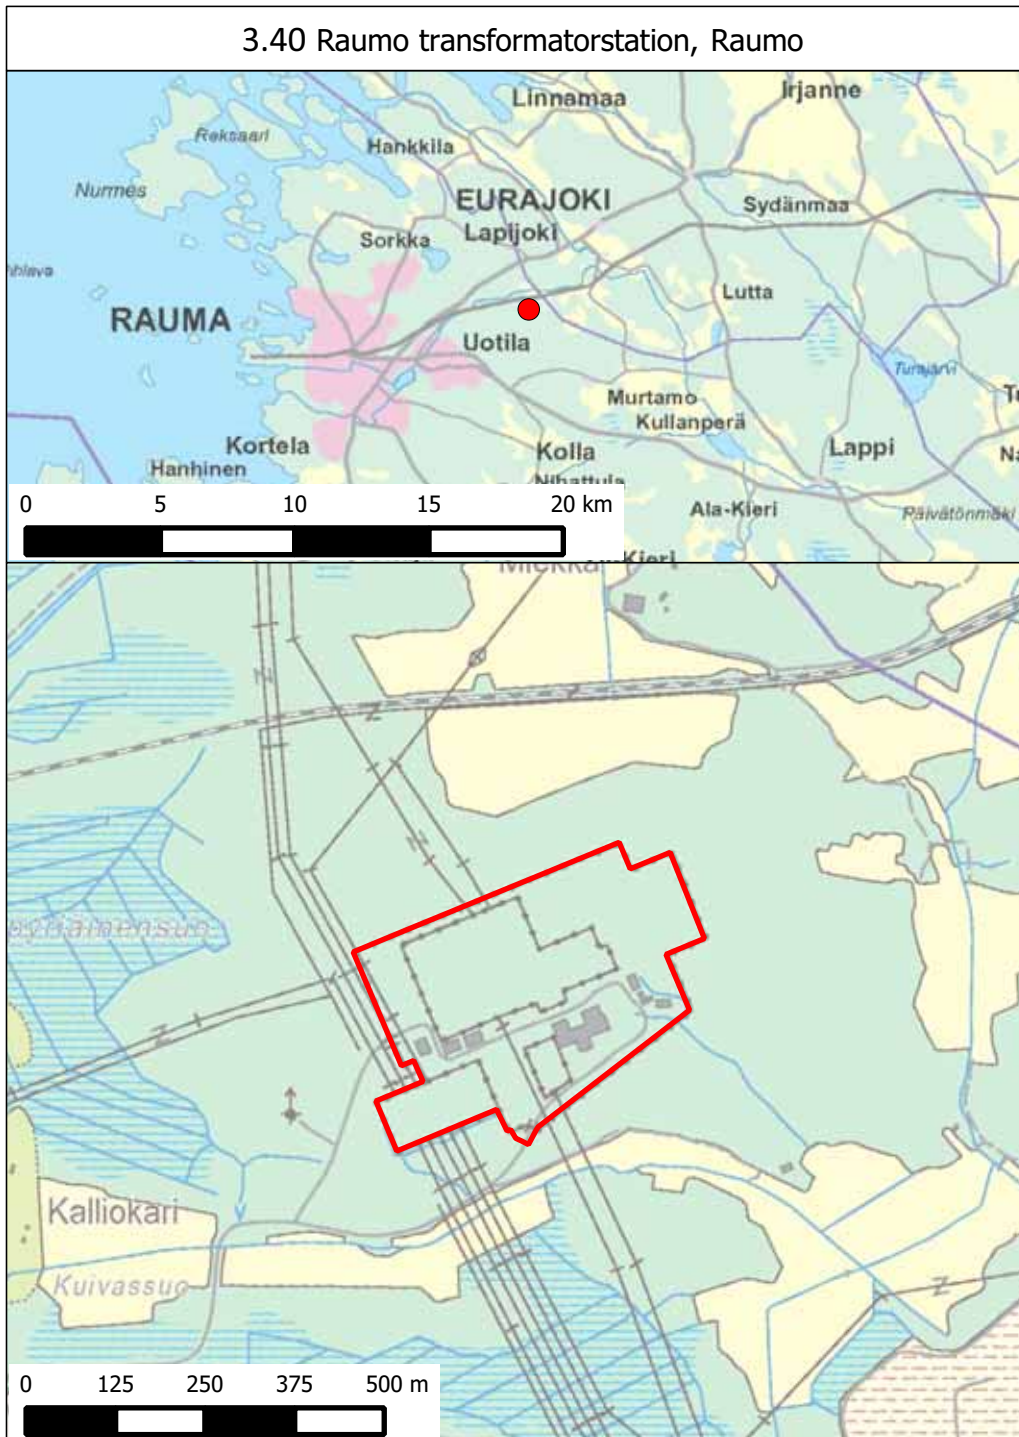 3.40 Raumo transformatorstation, Raumo
Linnamaa
Irjanne
Reksaari
Hankkila
Nurmes
EURAJOKI
Sydänmaa
Sorkka
Lapijoki
Lutta
RAUMA
Uotila
Turajärvi
Murtamo
Kullanperä
Kortela
Kolla
Lappi
Hanhinen
Nihattula
Ala-Kieri
Päivätönmäki
0 5 10 15 20 km
Kieri
Kalliokari
Kuivassuo
0 125 250 375 500 m